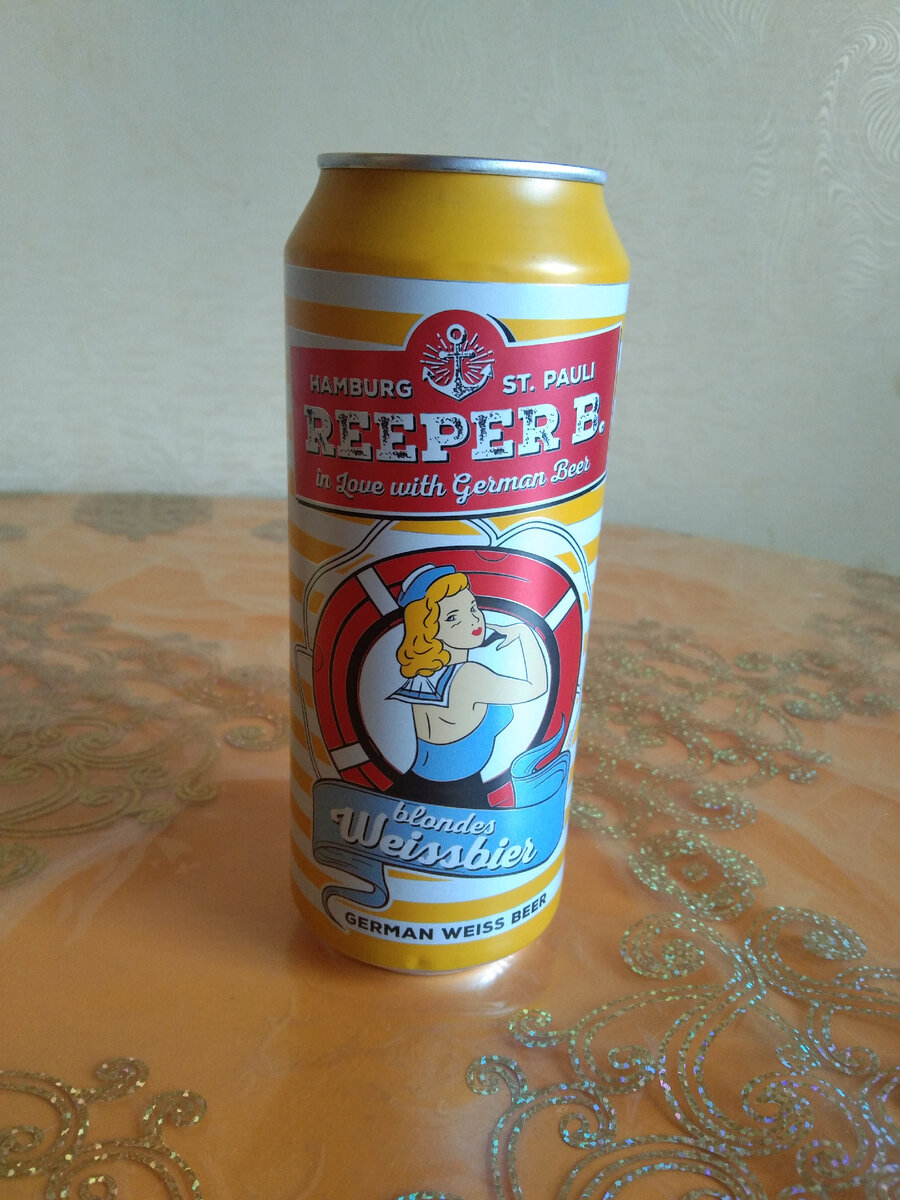 HAMBURG ST. PAULI
REEPER B.
in Love with German Beer
blondes
Weissbier
GERMAN WEISS BEER